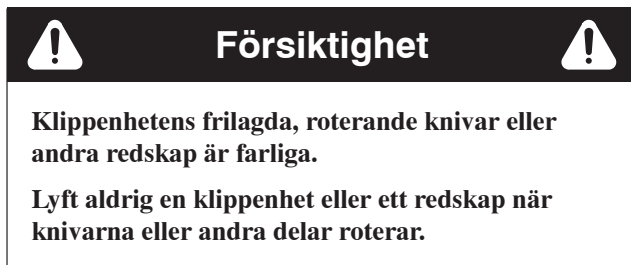 Försiktighet
Klippenhetens frilagda, roterande knivar eller
andra redskap är farliga.
Lyft aldrig en klippenhet eller ett redskap när
knivarna eller andra delar roterar.